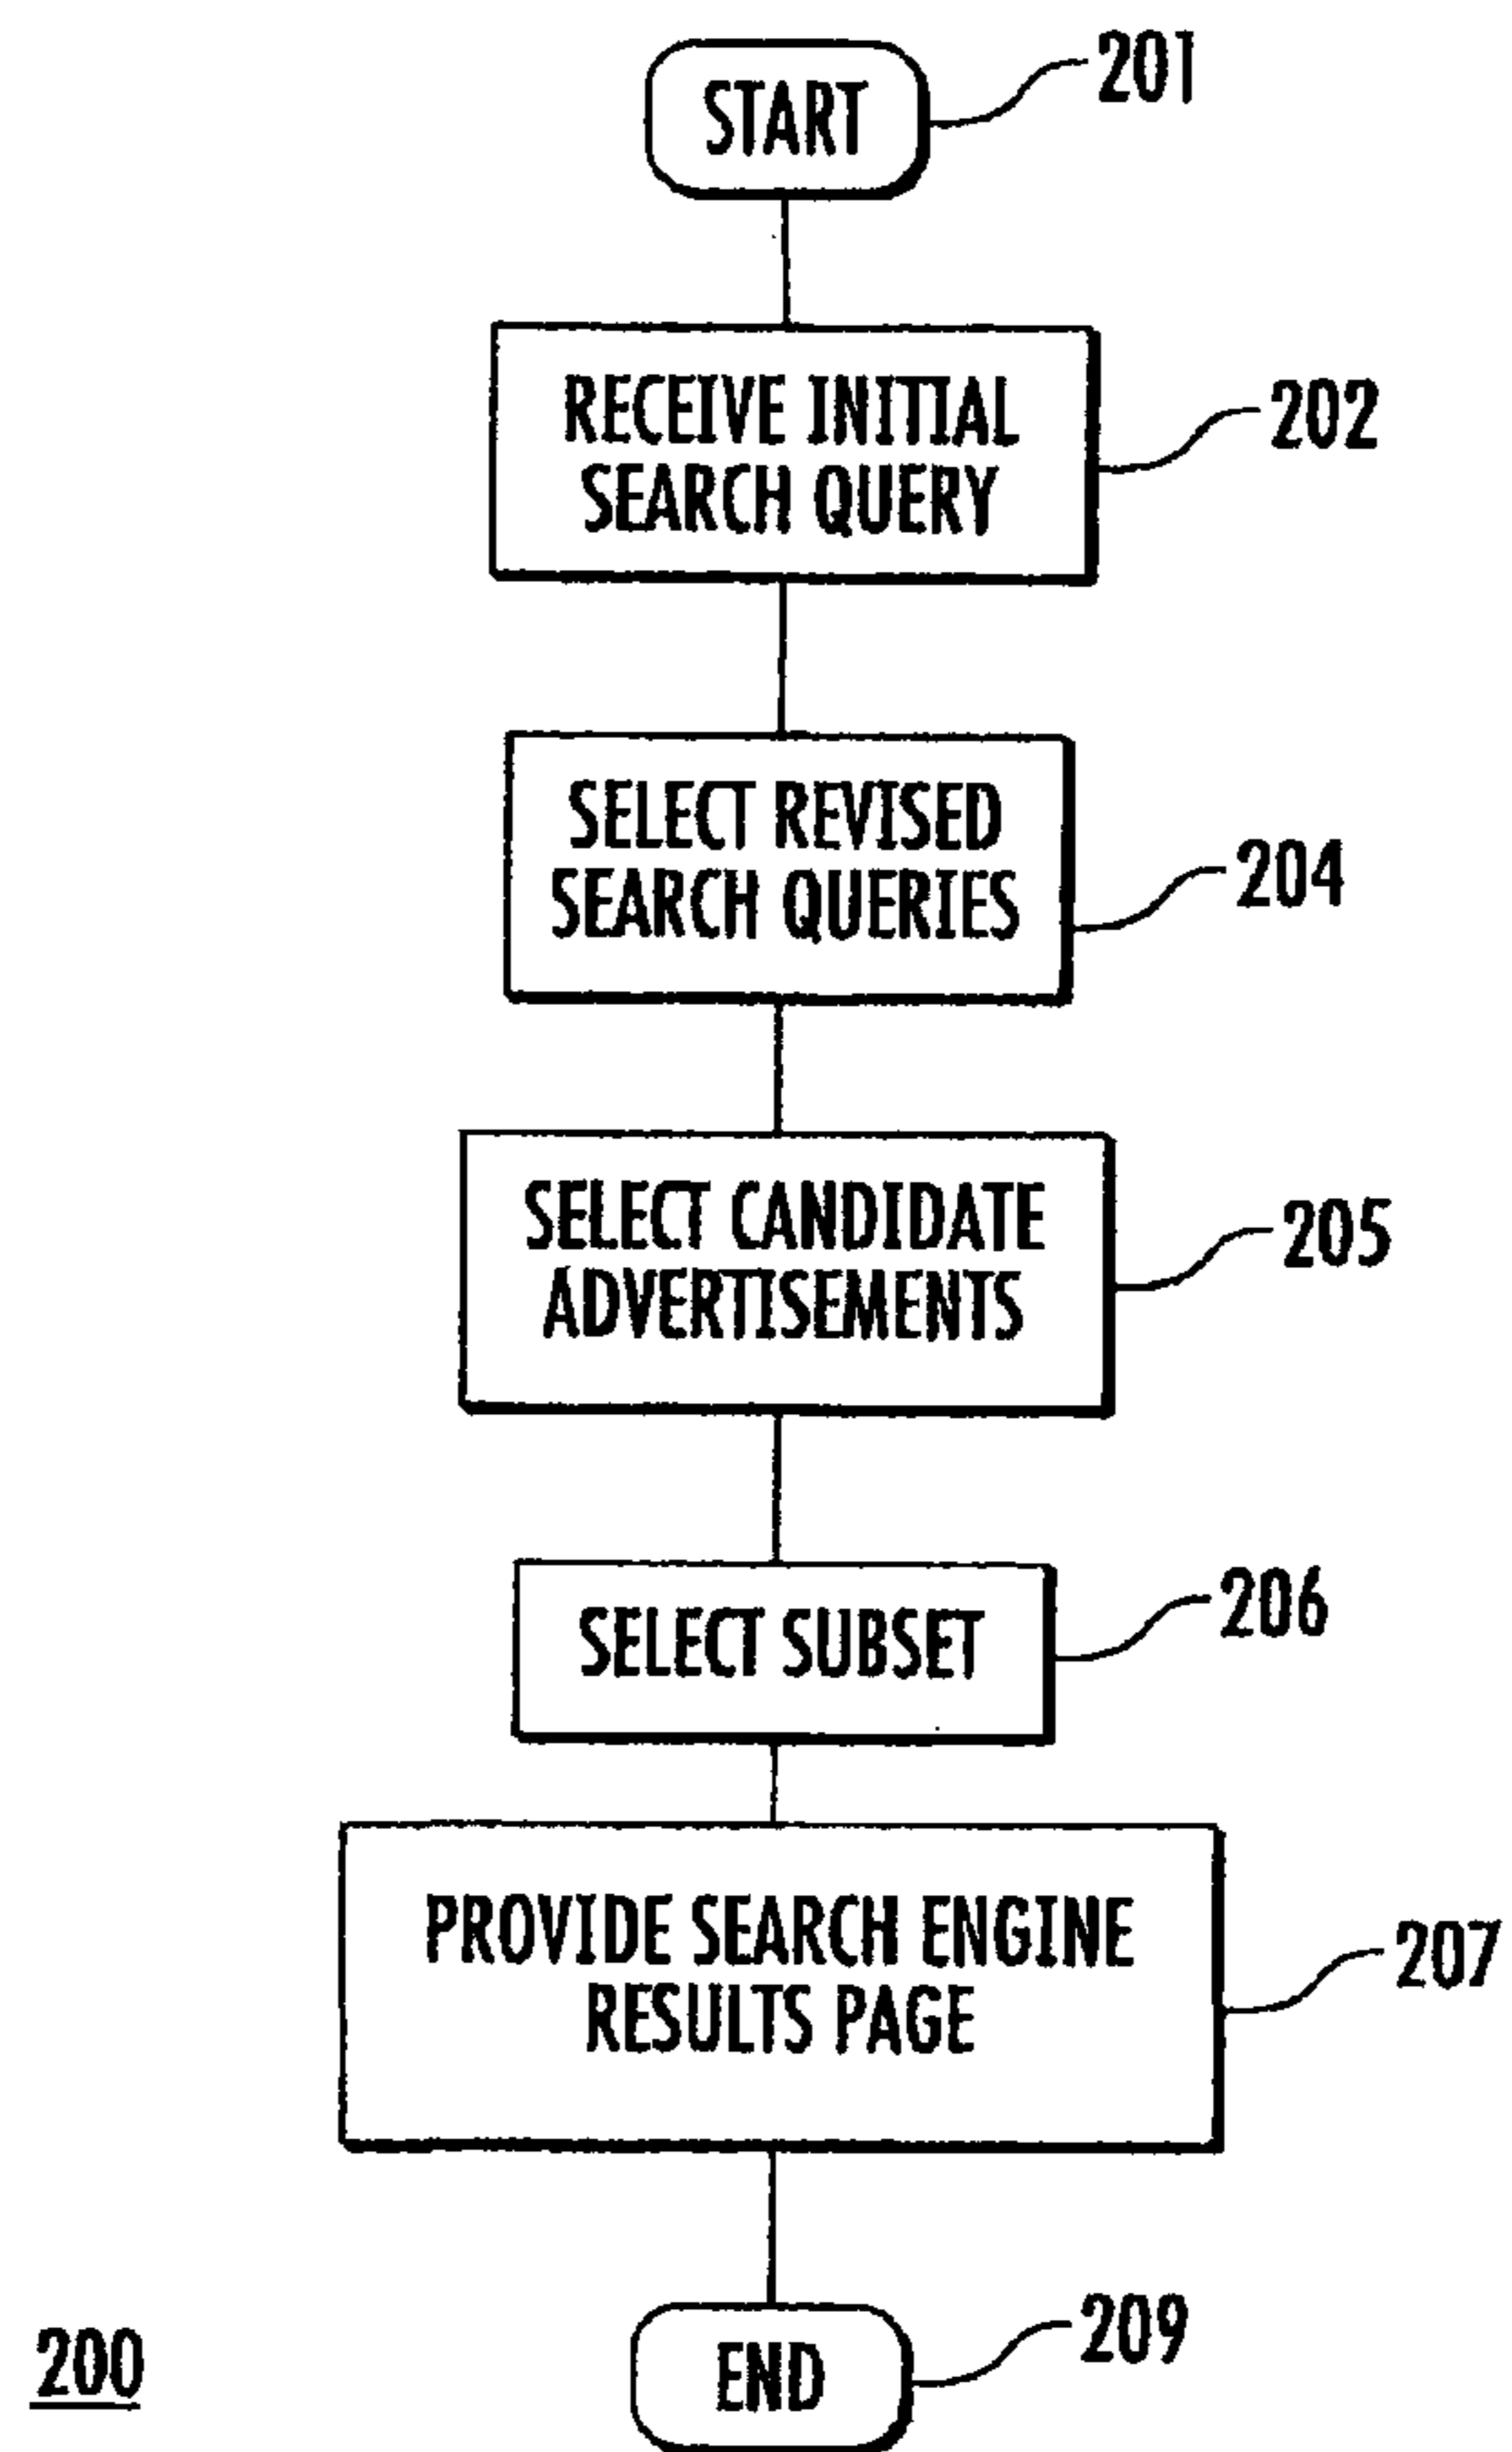 START
201
RECEIVE INITIAL
SEARCH QUERY
202
SELECT REVISED
SEARCH QUERIES
204
SELECT CANDIDATE
ADVERTISEMENTS
205
SELECT SUBSET
206
PROVIDE SEARCH ENGINE
RESULTS PAGE
207
END
209
200